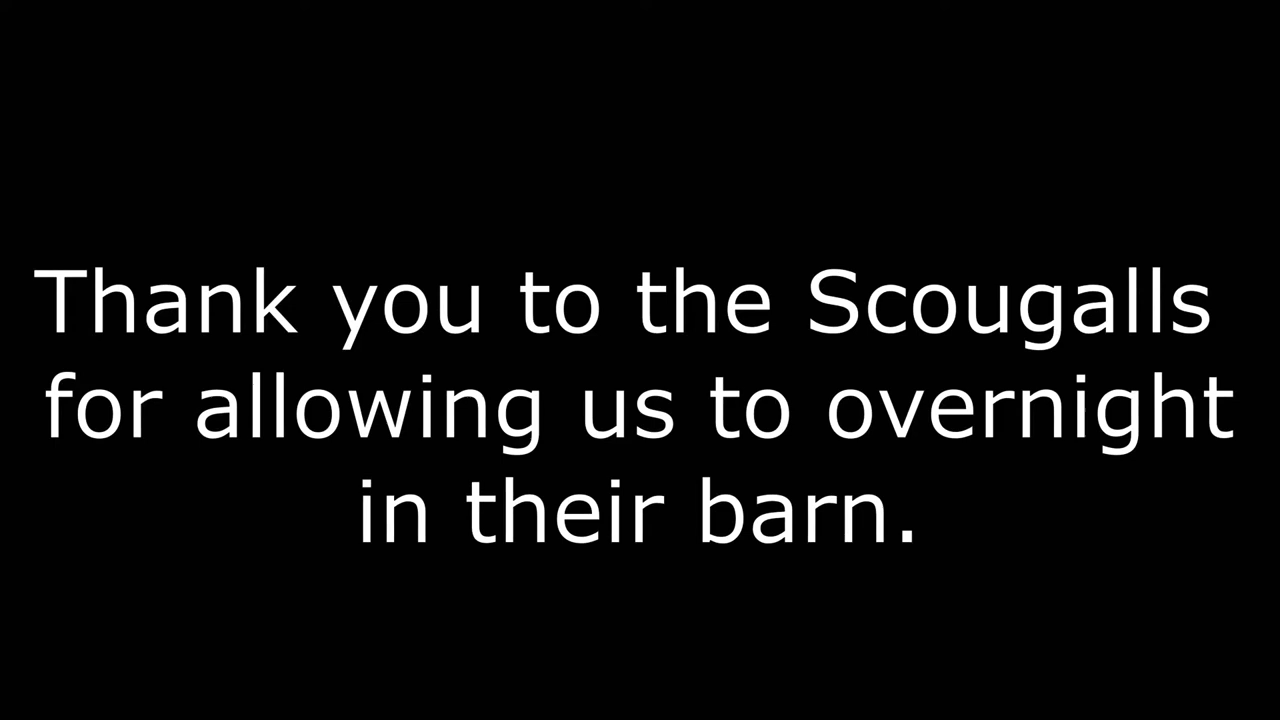 Thank you to the Scougalls
for allowing us to overnight
in their barn.